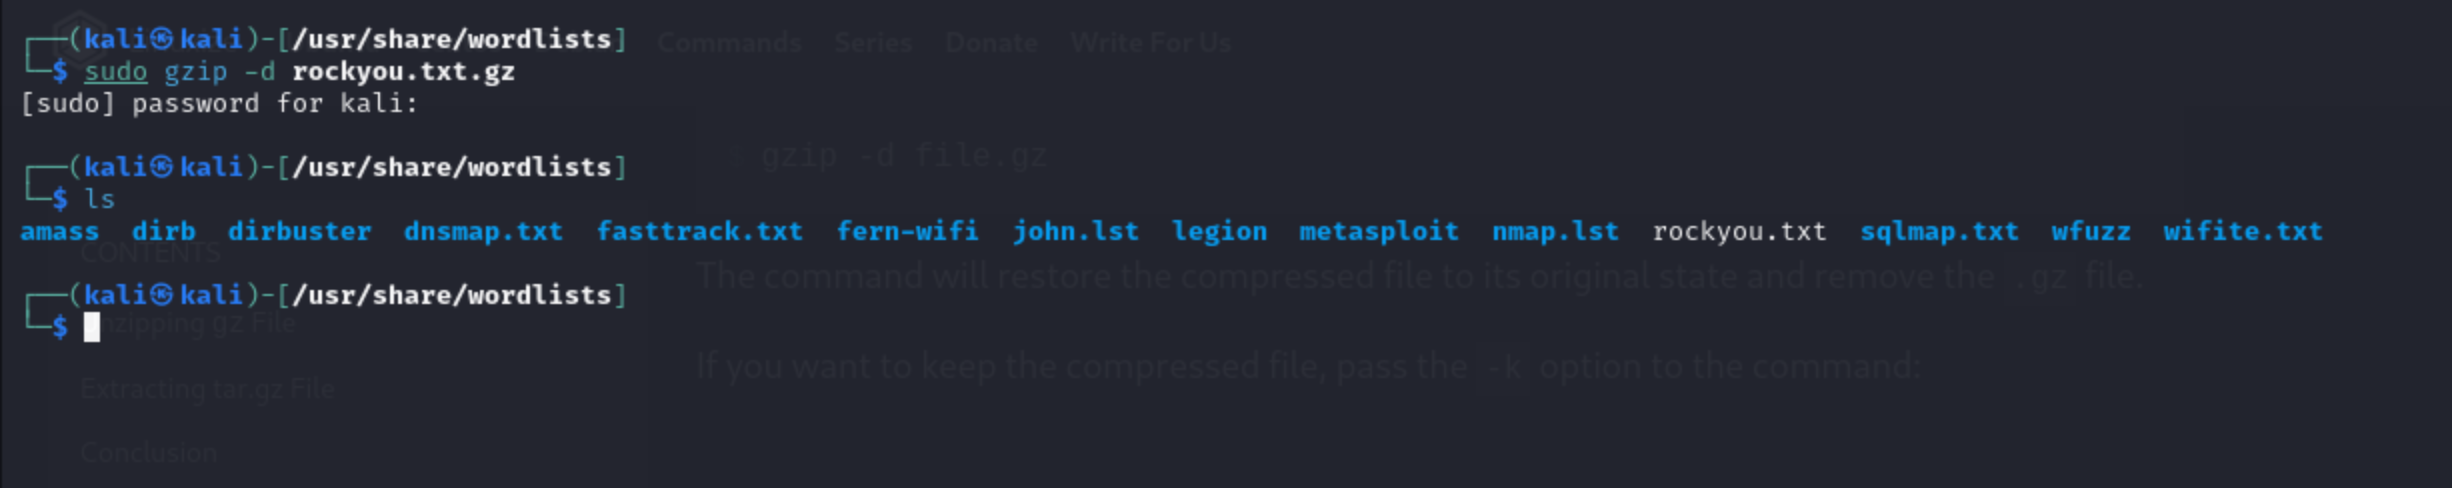 ┌──(kali㉿kali)-[/usr/share/wordlists]
Commands Series Donate Write For Us
└─$ sudo gzip -d rockyou.txt.gz
[sudo] password for kali:
gzip -d file.gz
┌──(kali㉿kali)-[/usr/share/wordlists]
└─$ ls
amass dirb dirbuster dnsmap.txt fasttrack.txt fern-wifi john.lst legion metasploit nmap.lst rockyou.txt sqlmap.txt wfuzz wifite.txt
CONTENTS
The command will restore the compressed file to its original state and remove the .gz file.
┌──(kali㉿kali)-[/usr/share/wordlists]
└─$
gz File
If you want to keep the compressed file, pass the -k option to the command:
Extracting tar.gz File
Conclusion